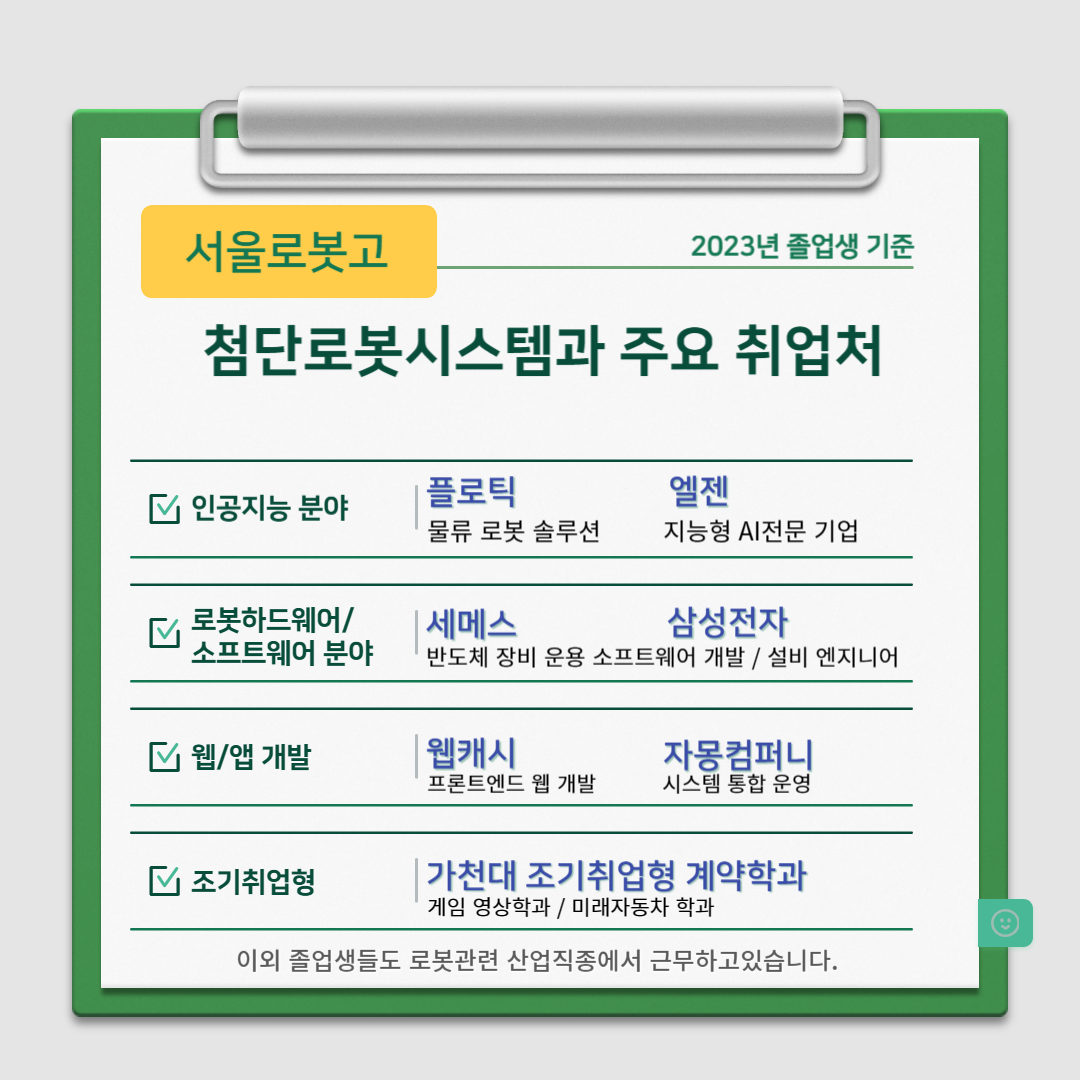 서울로봇고
2023년 졸업생 기준
첨단로봇시스템과 주요 취업처
인공지능 분야
플로틱
엘젠
물류 로봇 솔루션
지능형 AI전문 기업
로봇하드웨어/
소프트웨어 분야
세메스
삼성전자
반도체 장비 운용 소프트웨어 개발 / 설비 엔지니어
웹/앱 개발
웹캐시
자몽컴퍼니
프론트엔드 웹 개발
시스템 통합 운영
조기취업형
가천대 조기취업형 계약학과
게임 영상학과 / 미래자동차 학과
이외 졸업생들도 로봇관련 산업직종에서 근무하고있습니다.